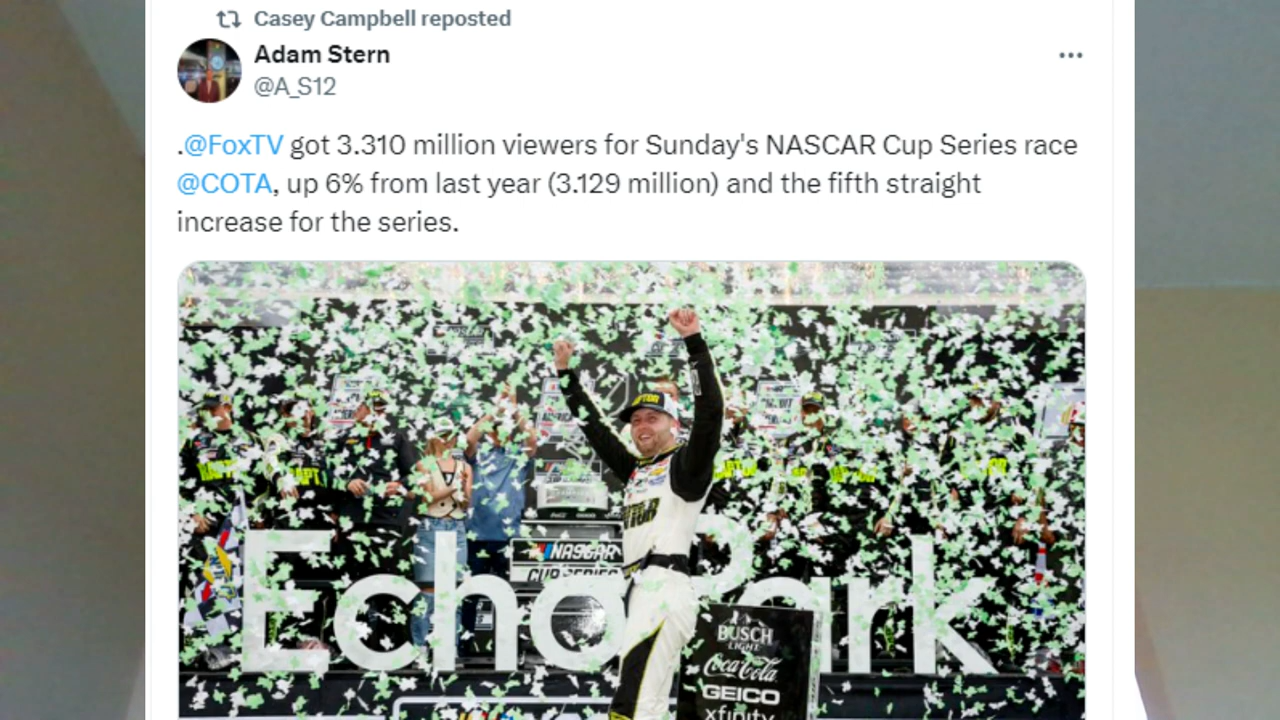 Casey Campbell reposted
Adam Stern
@A_S12
.@FoxTV got 3.310 million viewers for Sunday's NASCAR Cup Series race
@COTA, up 6% from last year (3.129 million) and the fifth straight
increase for the series.
EchoPark
NASCAR
CUP SERIES
BUSCH
LIGHT
Coca-Cola
GEICO
xfinity